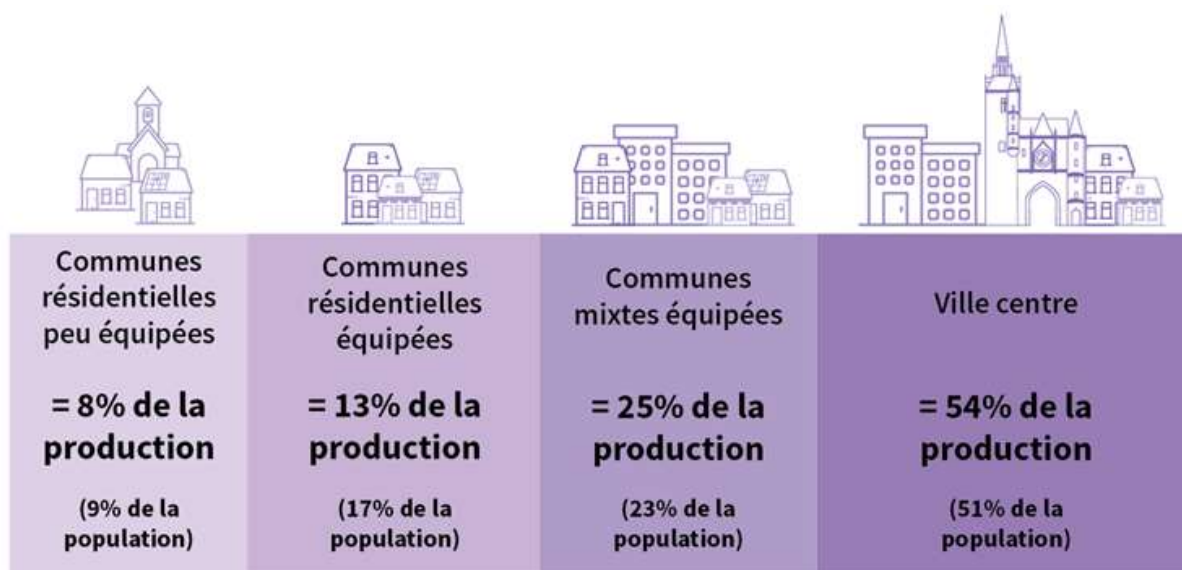 Communes
résidentielles
peu équipées
= 8% de la
production
(9% de la
population)
Communes
résidentielles
équipées
= 13% de la
production
(17% de la
population)
Communes
mixtes équipées
= 25% de la
production
(23% de la
population)
Ville centre
= 54% de la
production
(51% de la
population)